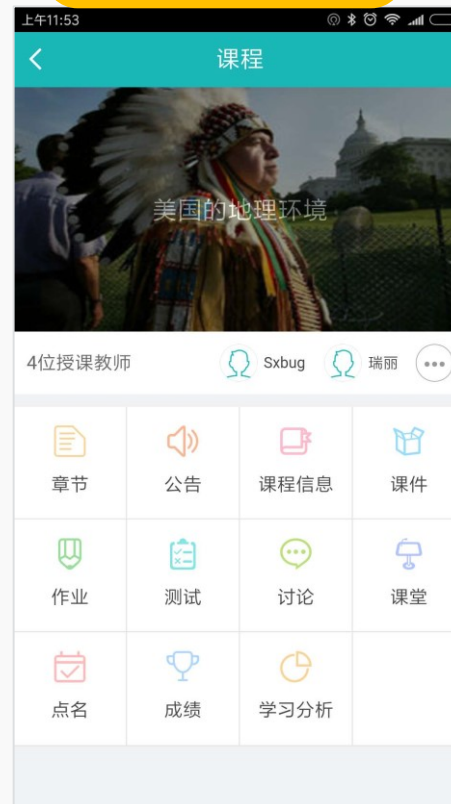 上午11:53
课程
美国的地理环境
4位授课教师 Sxbug 瑞丽
章节 公告 课程信息 课件
作业 测试 讨论 课堂
点名 成绩 学习分析